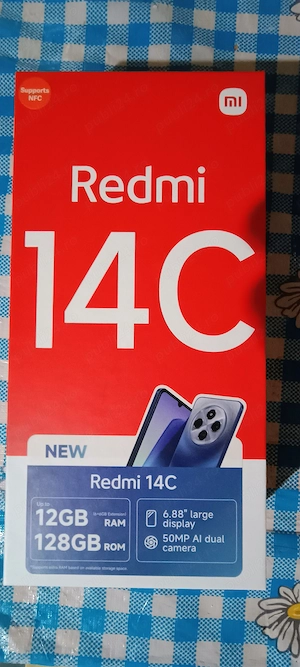 Supports
NFC
mi
Redmi
14C
NEW
Redmi 14C
12GB RAM
128GB ROM
6.88" large
display
50MP AI dual
camera